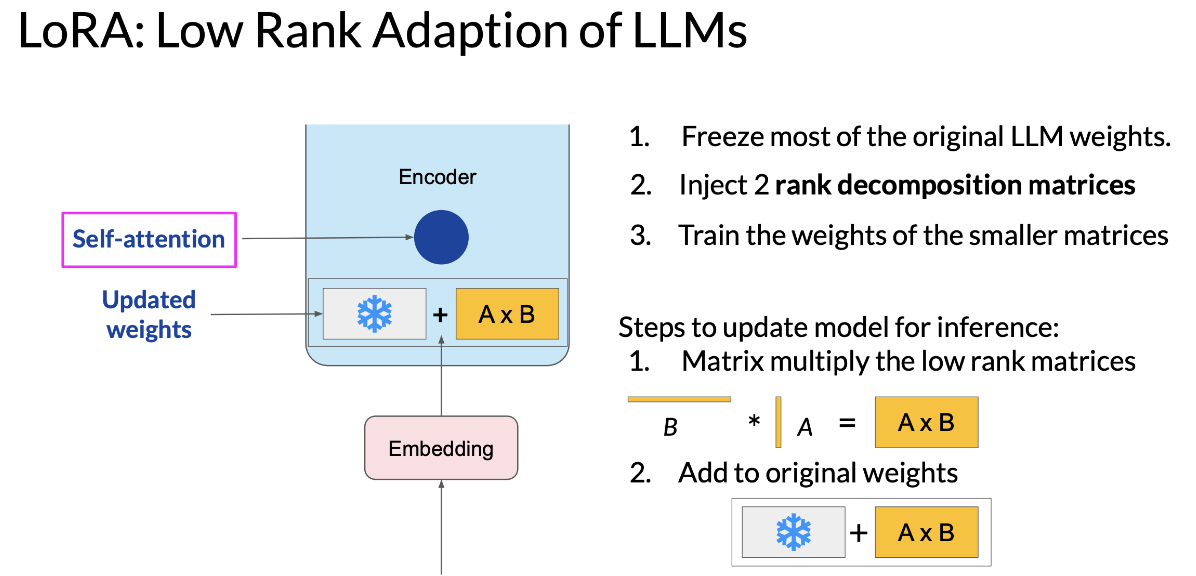 LoRA: Low Rank Adaption of LLMs
Encoder
Self-attention
Updated
weights
+
A x B
Embedding
1. Freeze most of the original LLM weights.
2. Inject 2 rank decomposition matrices
3. Train the weights of the smaller matrices
Steps to update model for inference:
1. Matrix multiply the low rank matrices
B * A = A x B
2. Add to original weights
+ A x B